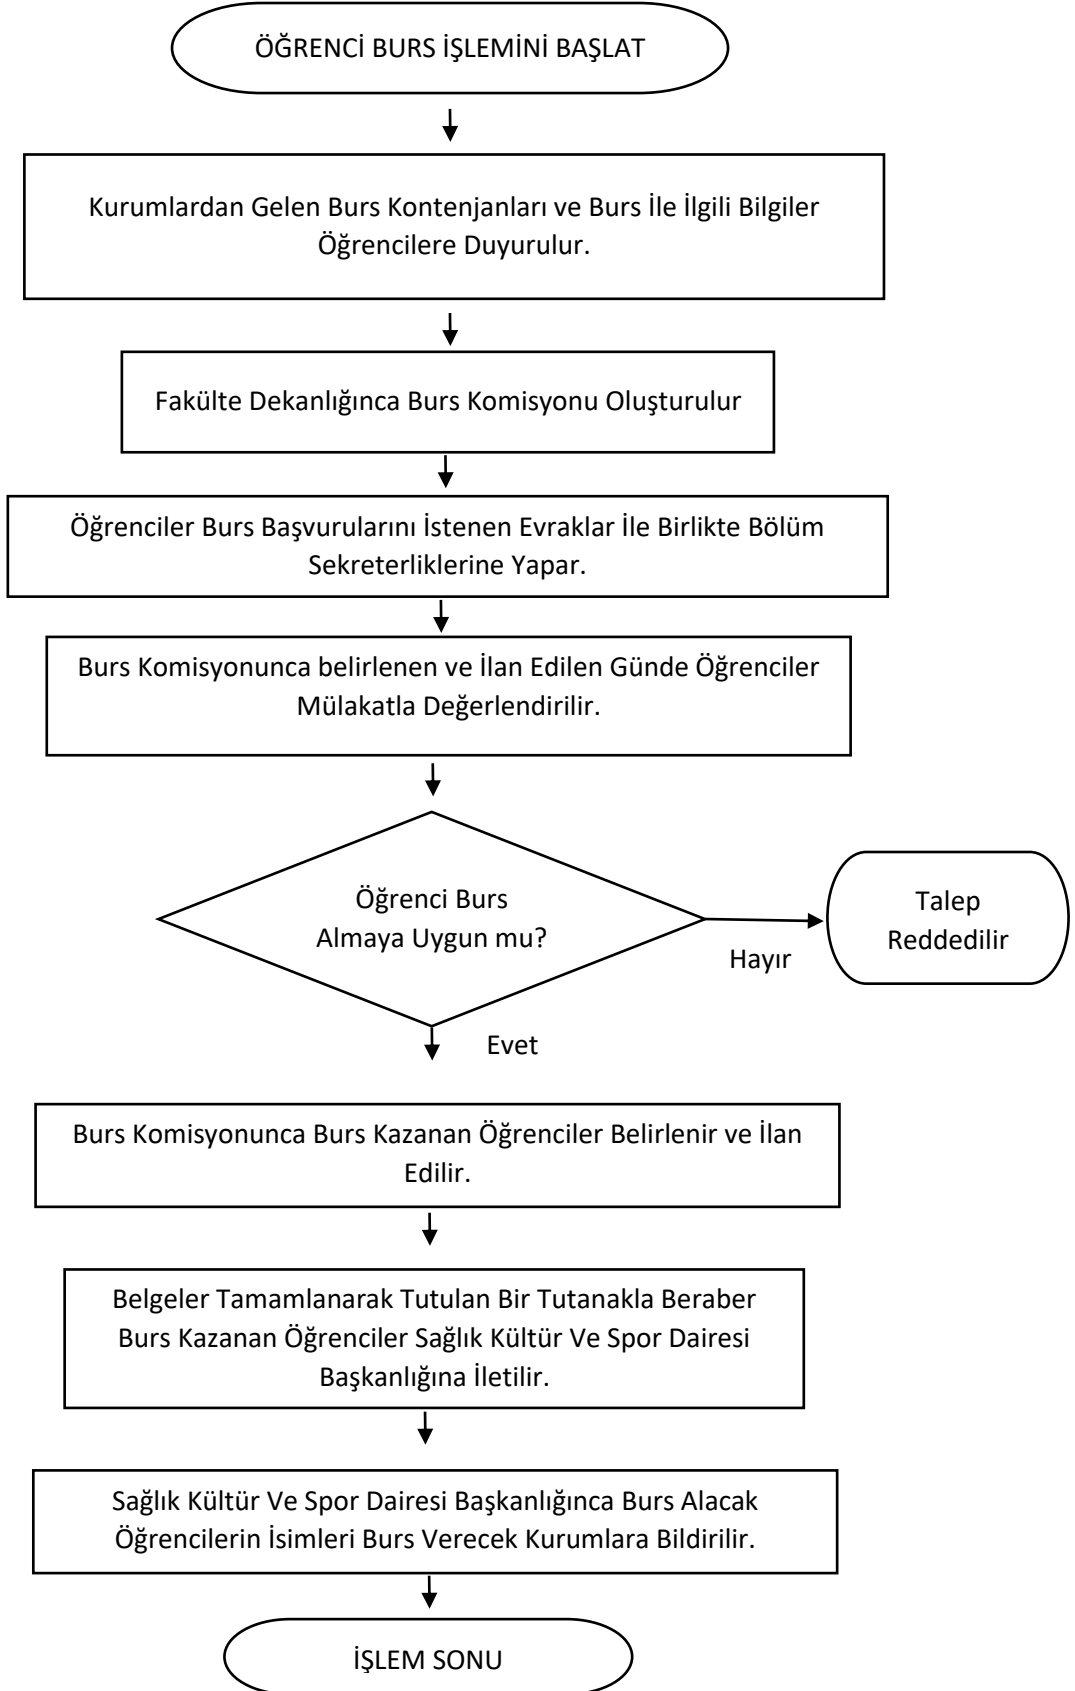 ÖĞRENCİ BURS İŞLEMİNİ BAŞLAT
Kurumlardan Gelen Burs Kontenjanları ve Burs İle İlgili Bilgiler
Öğrencilere Duyurulur.
Fakülte Dekanlığınca Burs Komisyonu Oluşturulur
Öğrenciler Burs Başvurularını İstenen Evraklar İle Birlikte Bölüm
Sekreterliklerine Yapar.
Burs Komisyonunca belirlenen ve İlan Edilen Günde Öğrenciler
Mülakatla Değerlendirilir.
Öğrenci Burs
Almaya Uygun mu?
Talep
Reddedilir
Hayır
Evet
Burs Komisyonunca Burs Kazanan Öğrenciler Belirlenir ve İlan
Edilir.
Belgeler Tamamlanarak Tutulan Bir Tutanakla Beraber
Burs Kazanan Öğrenciler Sağlık Kültür Ve Spor Dairesi
Başkanlığına İletilir.
Sağlık Kültür Ve Spor Dairesi Başkanlığınca Burs Alacak
Öğrencilerin İsimleri Burs Verecek Kurumlara Bildirilir.
İŞLEM SONU